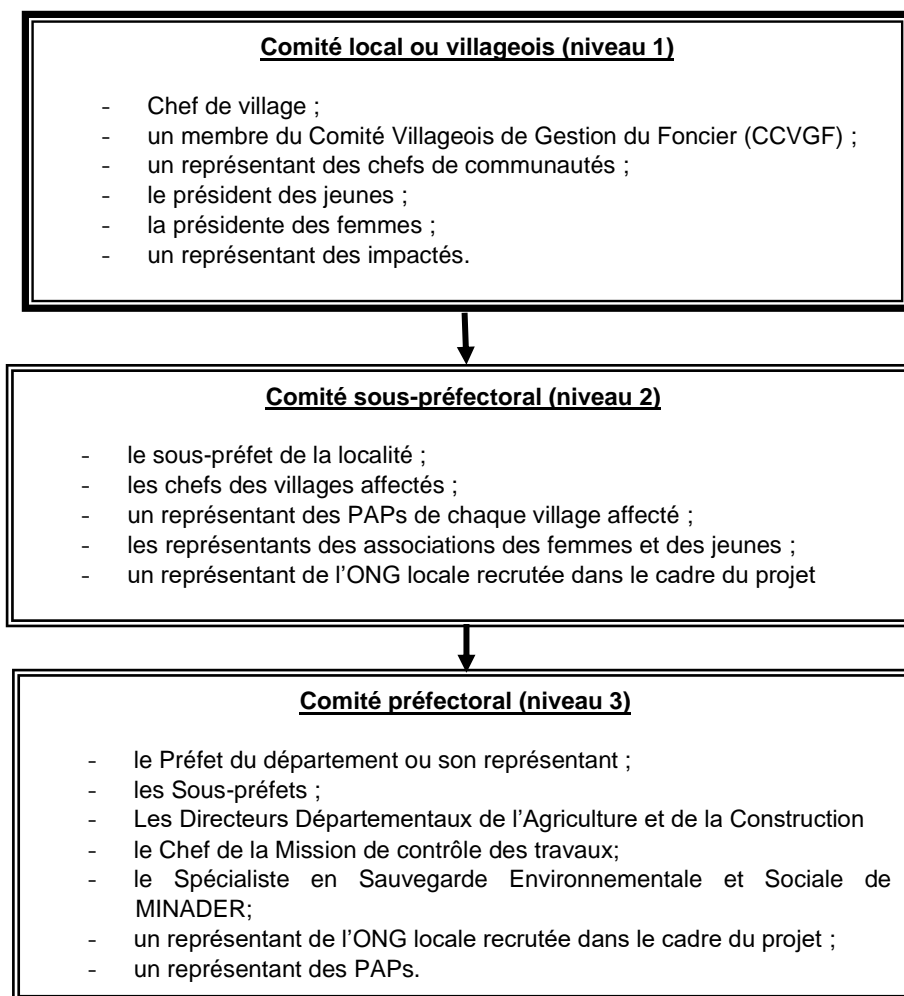 Comité local ou villageois (niveau 1)
- Chef de village ;
- un membre du Comité Villageois de Gestion du Foncier (CCVGF) ;
- un représentant des chefs de communautés ;
- le président des jeunes ;
- la présidente des femmes ;
- un représentant des impactés.
Comité sous-préfectoral (niveau 2)
- le sous-préfet de la localité ;
- les chefs des villages affectés ;
- un représentant des PAPs de chaque village affecté ;
- les représentants des associations des femmes et des jeunes ;
- un représentant de l’ONG locale recrutée dans le cadre du projet
Comité préfectoral (niveau 3)
- le Préfet du département ou son représentant ;
- les Sous-préfets ;
- Les Directeurs Départementaux de l’Agriculture et de la Construction
- le Chef de la Mission de contrôle des travaux;
- le Spécialiste en Sauvegarde Environnementale et Sociale de
MINADER;
- un représentant de l’ONG locale recrutée dans le cadre du projet ;
- un représentant des PAPs.